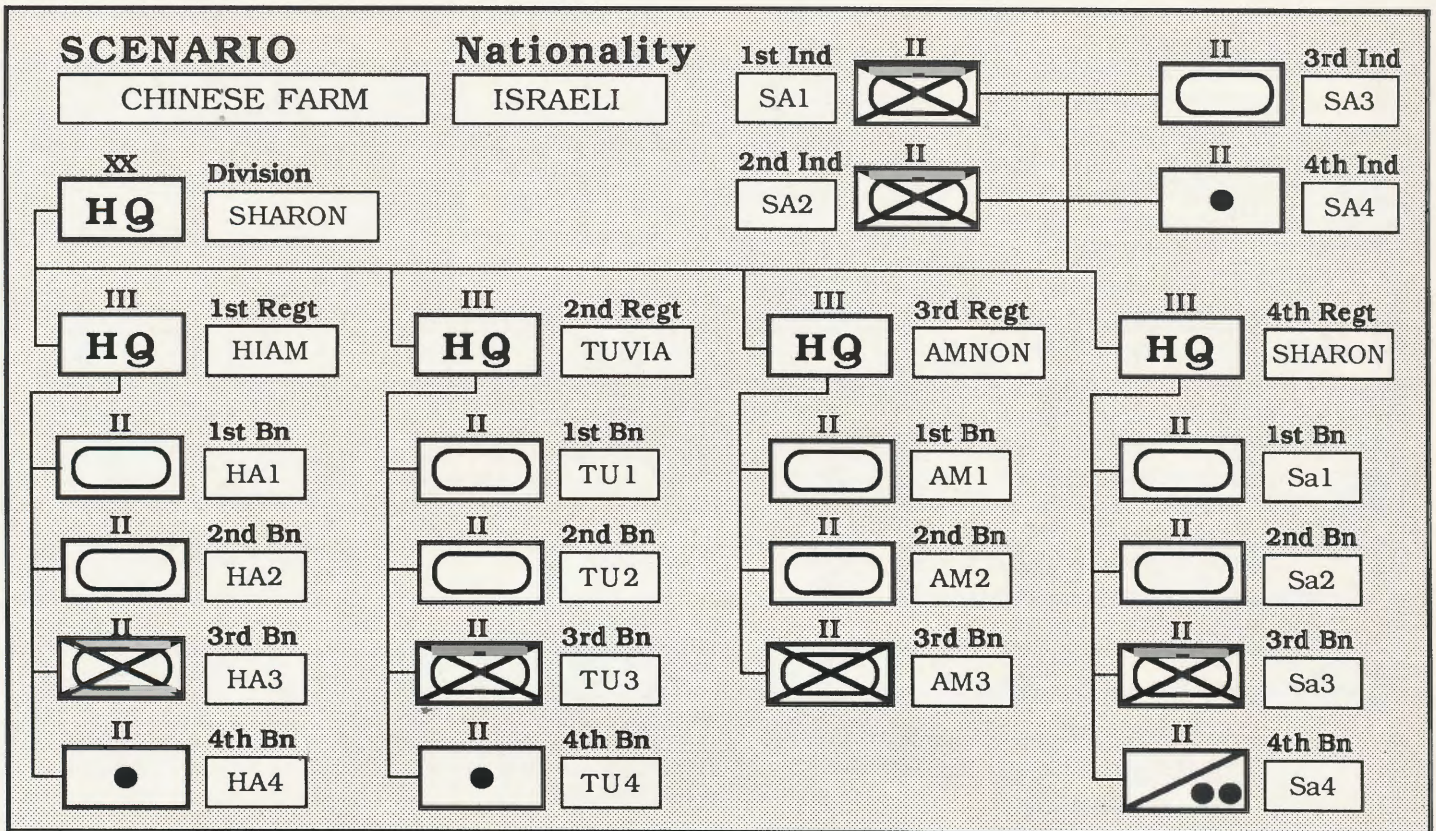 SCENARIO
CHINESE FARM
Nationality
ISRAELI
1st Ind
SA1
II
II
3rd Ind
SA3
2nd Ind
SA2
II
II
4th Ind
SA4
XX
HQ
Division
SHARON
III
HQ
1st Regt
HIAM
III
HQ
2nd Regt
TUVIA
III
HQ
3rd Regt
AMNON
III
HQ
4th Regt
SHARON
II
1st Bn
HA1
II
1st Bn
TU1
II
1st Bn
AM1
II
1st Bn
Sa1
II
2nd Bn
HA2
II
2nd Bn
TU2
II
2nd Bn
AM2
II
2nd Bn
Sa2
II
3rd Bn
HA3
II
3rd Bn
TU3
II
3rd Bn
AM3
II
3rd Bn
Sa3
II
4th Bn
HA4
II
4th Bn
TU4
II
4th Bn
Sa4